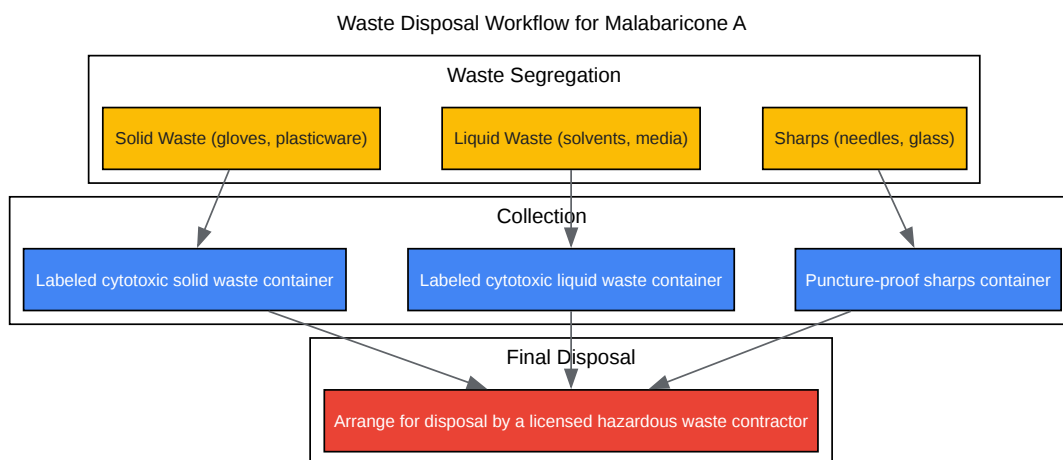 Waste Disposal Workflow for Malabaricone A
Waste Segregation
Solid Waste (gloves, plasticware)
Liquid Waste (solvents, media)
Sharps (needles, glass)
Collection
Labeled cytotoxic solid waste container
Labeled cytotoxic liquid waste container
Puncture-proof sharps container
Final Disposal
Arrange for disposal by a licensed hazardous waste contractor